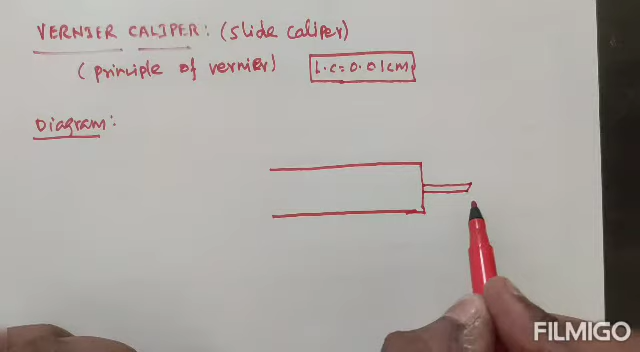 VERNIER CALIPER: (slide caliper)
(principle of vernier) L.C=0.01cm
Diagram:
FILMIGO